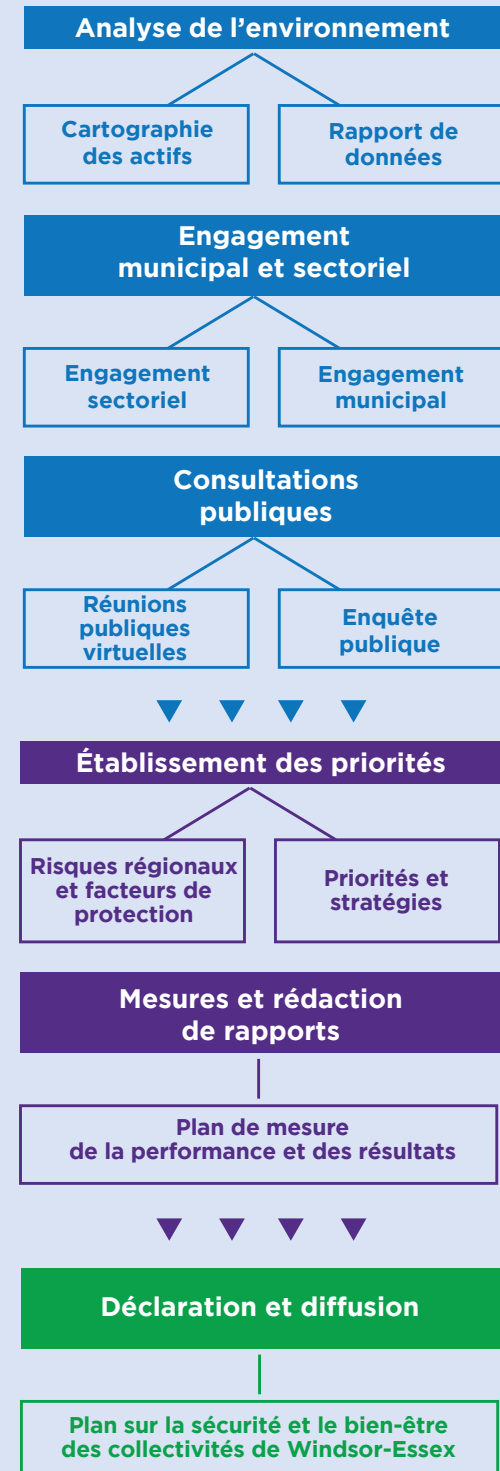 Analyse de l’environnement
Cartographie
des actifs
Rapport de
données
Engagement
municipal et sectoriel
Engagement
sectoriel
Engagement
municipal
Consultations
publiques
Réunions
publiques
virtuelles
Enquête
publique
Établissement des priorités
Risques régionaux
et facteurs de
protection
Priorités et
stratégies
Mesures et rédaction
de rapports
Plan de mesure
de la performance et des résultats
Déclaration et diffusion
Plan sur la sécurité et le bien-être
des collectivités de Windsor-Essex